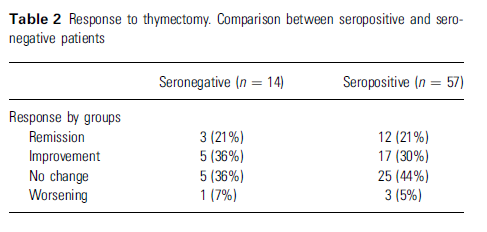 Table 2 Response to thymectomy. Comparison between seropositive and sero-
negative patients
Seronegative (n = 14) Seropositive (n = 57)
Response by groups
Remission 3 (21%) 12 (21%)
Improvement 5 (36%) 17 (30%)
No change 5 (36%) 25 (44%)
Worsening 1 (7%) 3 (5%)